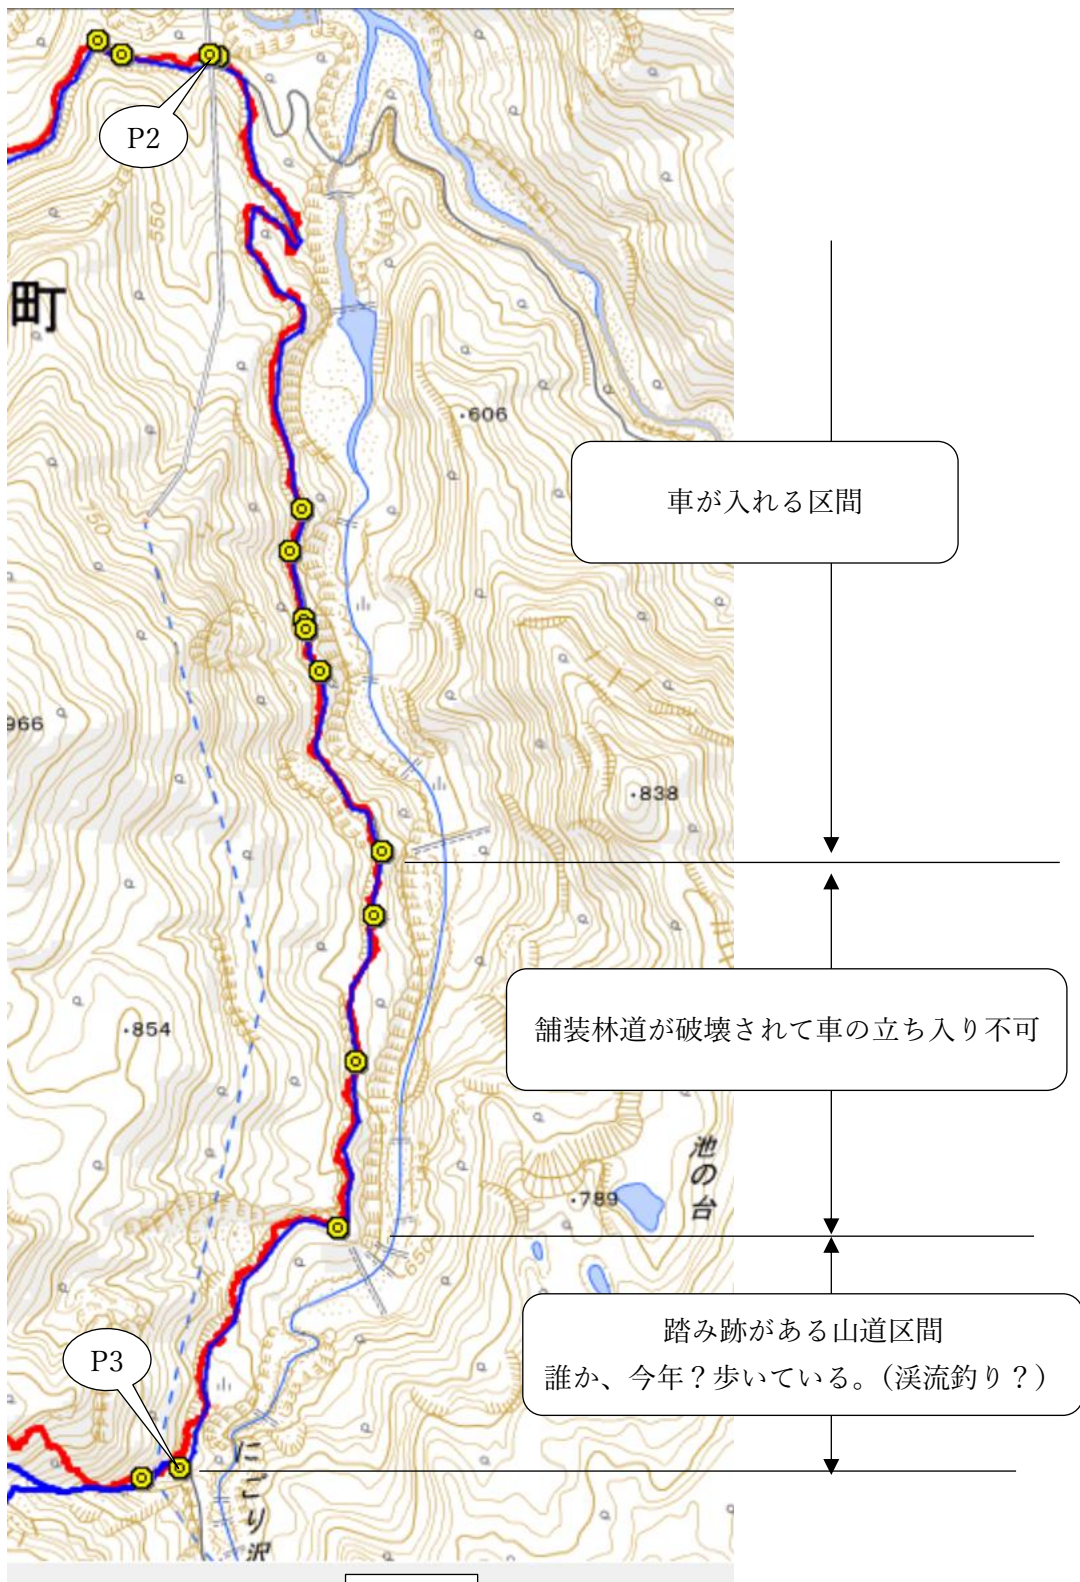 P2
550
町
606
車が入れる区間
50
966
838
854
舗装林道が破壊されて車の立ち入り不可
池の台
789
650
踏み跡がある山道区間
誰か、今年？歩いている。（渓流釣り？）
P3
にごり沢